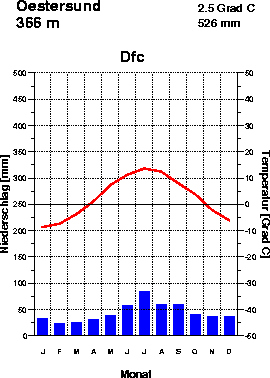 Oestersund
366 m
2.5 Grad C
526 mm
Dfc
500 50
450 40
400 30
350 20
300 10
250 0
200 -10
150 -20
100 -30
50 -40
0 -50
Niederschlag [mm]
Temperatur [Grad C]
J F M A M J J A S O N D
Monat